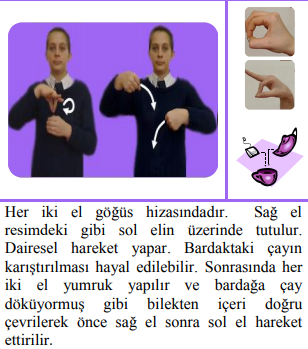 Her iki el göğüs hizasındadır. Sağ el
resimdeki gibi sol elin üzerinde tutulur.
Dairesel hareket yapar. Bardaktaki çayın
karıştırılması hayal edilebilir. Sonrasında her
iki el yumruk yapılır ve bardağa çay
döküyormuş gibi bilekten içeri doğru
çevrilerek önce sağ el sonra sol el hareket
ettirilir.